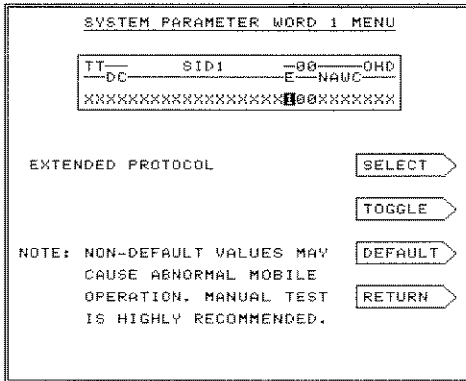 SYSTEM PARAMETER WORD 1 MENU
TT— SID1 —00——OHD
—DC————E—NAWC—
XXXXXXXXXXXXXXXXXX100XXXXXXX
EXTENDED PROTOCOL
SELECT
TOGGLE
NOTE: NON-DEFAULT VALUES MAY
CAUSE ABNORMAL MOBILE
OPERATION. MANUAL TEST
IS HIGHLY RECOMMENDED.
DEFAULT
RETURN